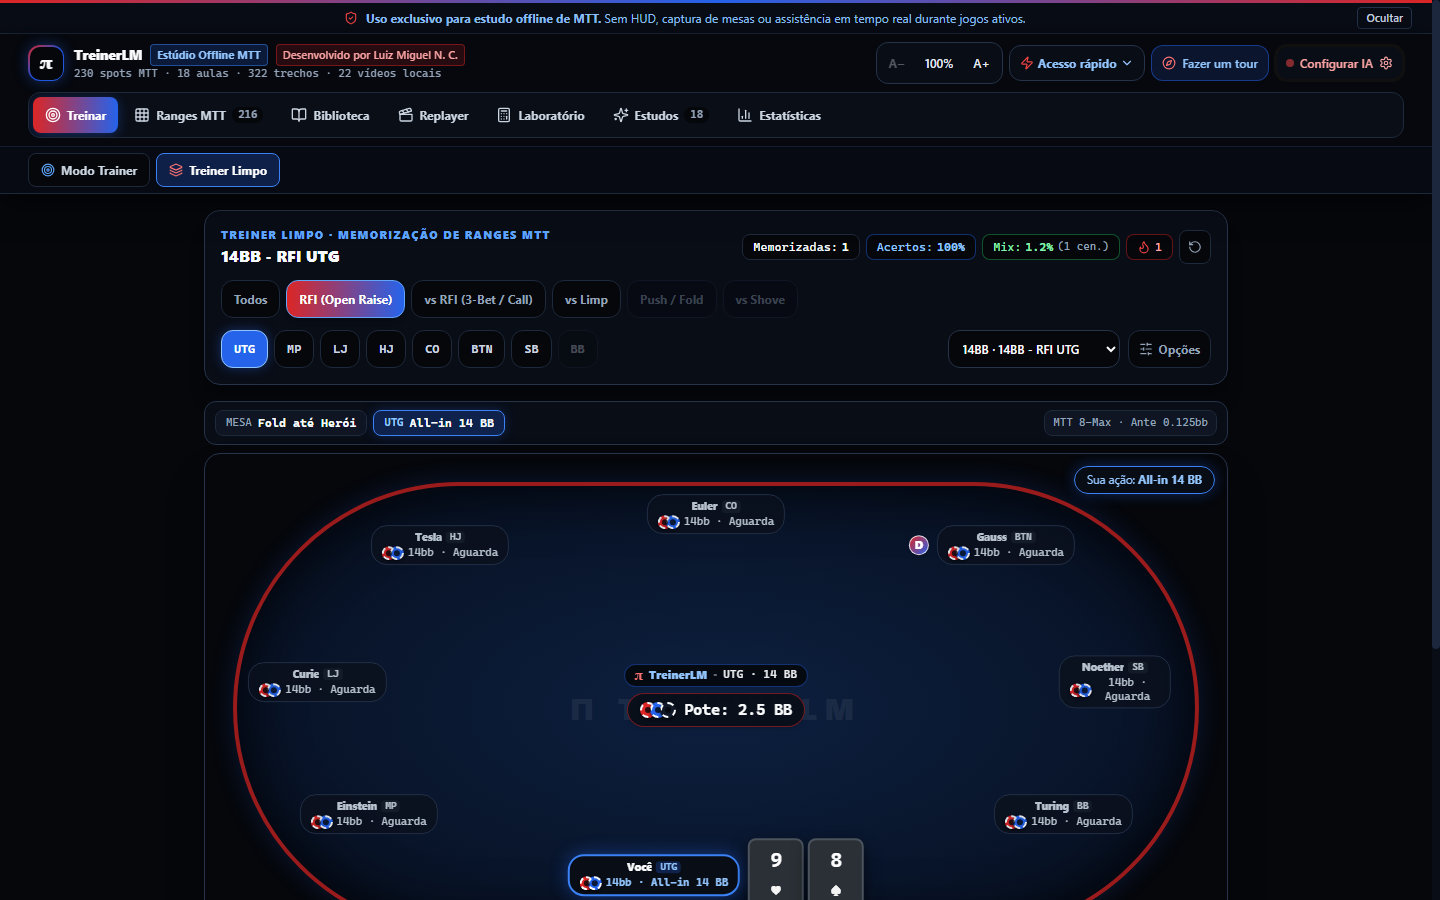 Uso exclusivo para estudo offline de MTT. Sem HUD, captura de mesas ou assistência em tempo real durante jogos ativos.
Ocultar
π
TreinerLM
Estúdio Offline MTT
Desenvolvido por Luiz Miguel N. C.
230 spots MTT · 18 aulas · 322 trechos · 22 vídeos locais
A−
100%
A+
Acesso rápido
Fazer um tour
Configurar IA
Treinar
Ranges MTT 216
Biblioteca
Replayer
Laboratório
Estudos 18
Estatísticas
Modo Trainer
Treiner Limpo
TREINER LIMPO · MEMORIZAÇÃO DE RANGES MTT
14BB - RFI UTG
Memorizadas: 1
Acertos: 100%
Mix: 1.2% (1 cen.)
1
Todos
RFI (Open Raise)
vs RFI (3-Bet / Call)
vs Limp
Push / Fold
vs Shove
UTG
MP
LJ
HJ
CO
BTN
SB
BB
14BB · 14BB - RFI UTG
Opções
MESA Fold até Herói
UTG All-in 14 BB
MTT 8-Max · Ante 0.125bb
Sua ação: All-in 14 BB
Euler CO
14bb · Aguarda
Tesla HJ
14bb · Aguarda
D
Gauss BTN
14bb · Aguarda
Curie LJ
14bb · Aguarda
π TreinerLM · UTG · 14 BB
Noether SB
14bb ·
Aguarda
Pote: 2.5 BB
Einstein MP
14bb · Aguarda
Turing BB
14bb · Aguarda
Você UTG
14bb · All-in 14 BB
9
♥
8
♠